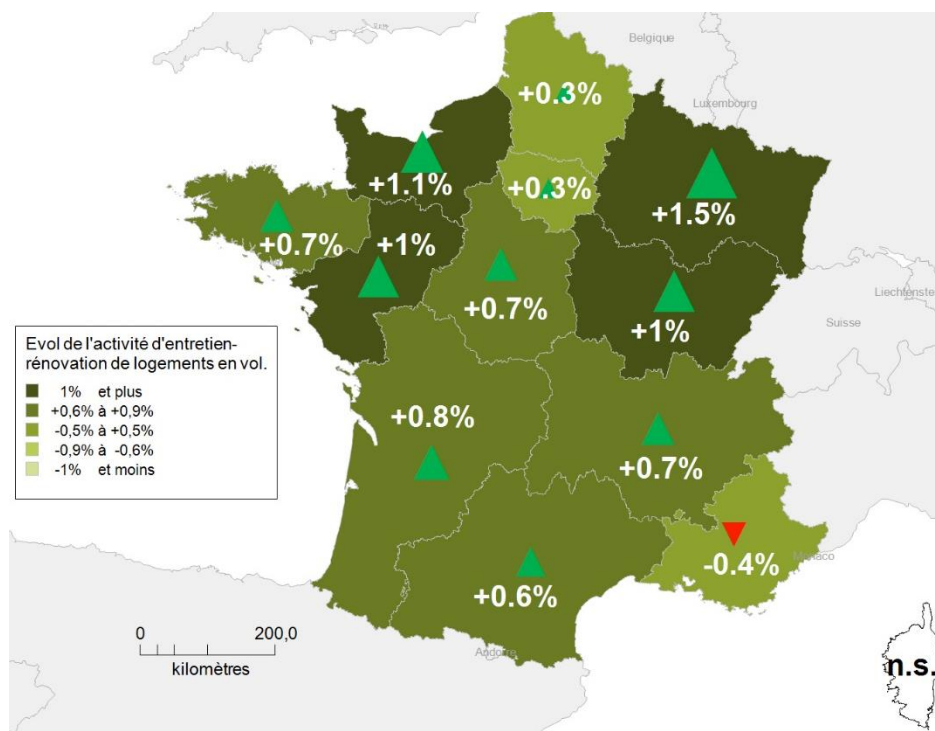 Belgique
+0.3%
Luxembourg
+1.1%
+0.3%
+1.5%
+0.7%
+1%
+0.7%
+1%
Liechtenstein
Suisse
Evol de l'activité d'entretien-
rénovation de logements en vol.
1% et plus
+0,6% à +0,9%
-0,5% à +0,5%
-0,9% à -0,6%
-1% et moins
+0.8%
+0.7%
-0.4%
Monaco
+0.6%
0 200,0
kilomètres
Andorre
n.s.